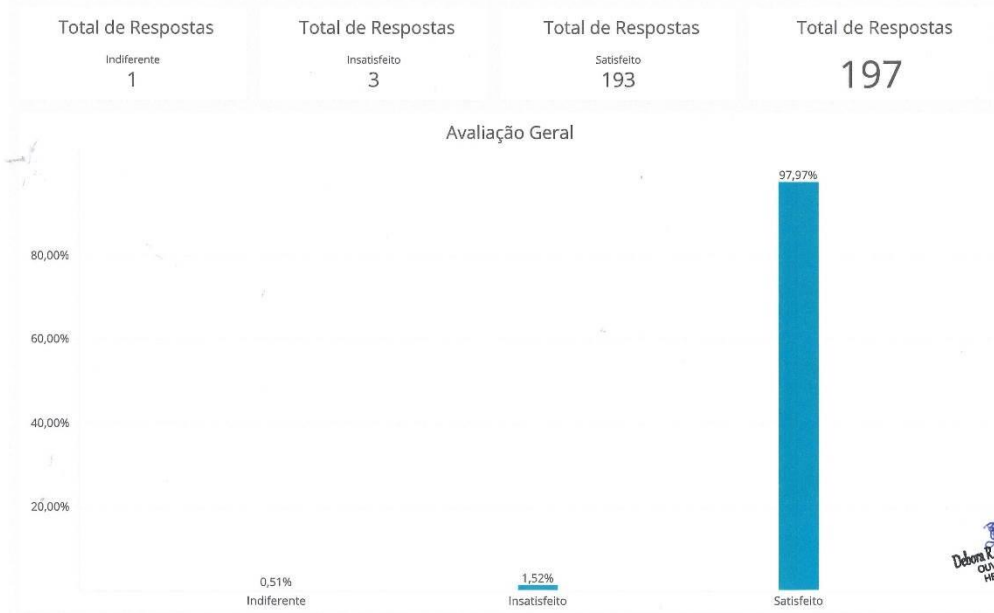 Total de Respostas
Indiferente
1
Total de Respostas
Insatisfeito
3
Total de Respostas
Satisfeito
193
Total de Respostas
197
Avaliação Geral
97,97%
80,00%
60,00%
40,00%
20,00%
0,51%
1,52%
Indiferente
Insatisfeito
Satisfeito
Debora